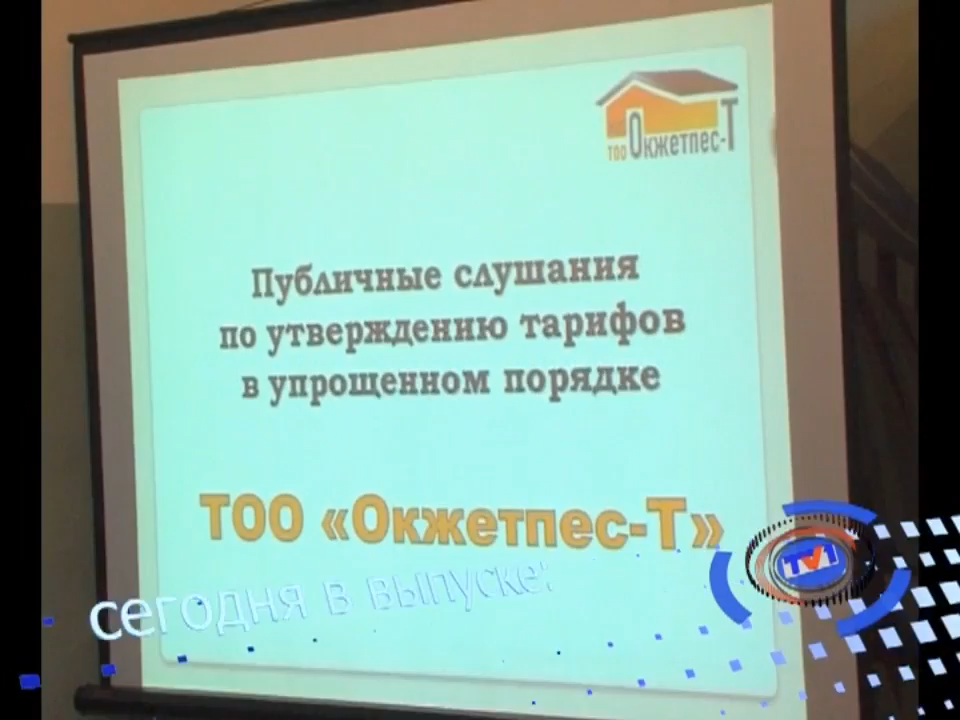 ТОО Окжетпес-Т
Публичные слушания
по утверждению тарифов
в упрощенном порядке
ТОО «Окжетпес-Т»
сегодня в выпуске:
TV1